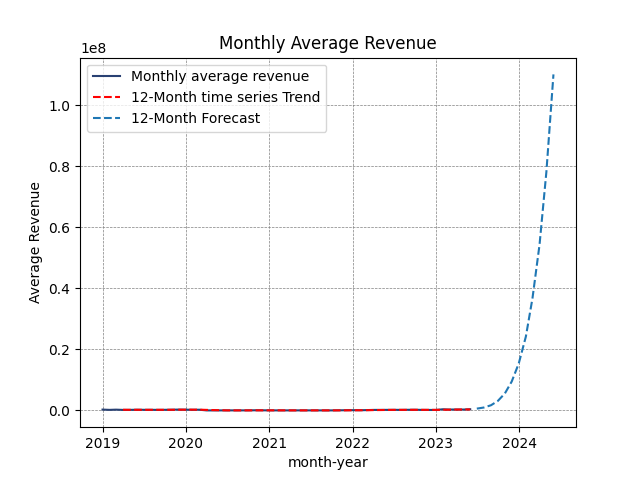 Monthly Average Revenue
1e8
Monthly average revenue
12-Month time series Trend
12-Month Forecast
1.0
0.8
0.6
0.4
0.2
0.0
Average Revenue
2019 2020 2021 2022 2023 2024
month-year